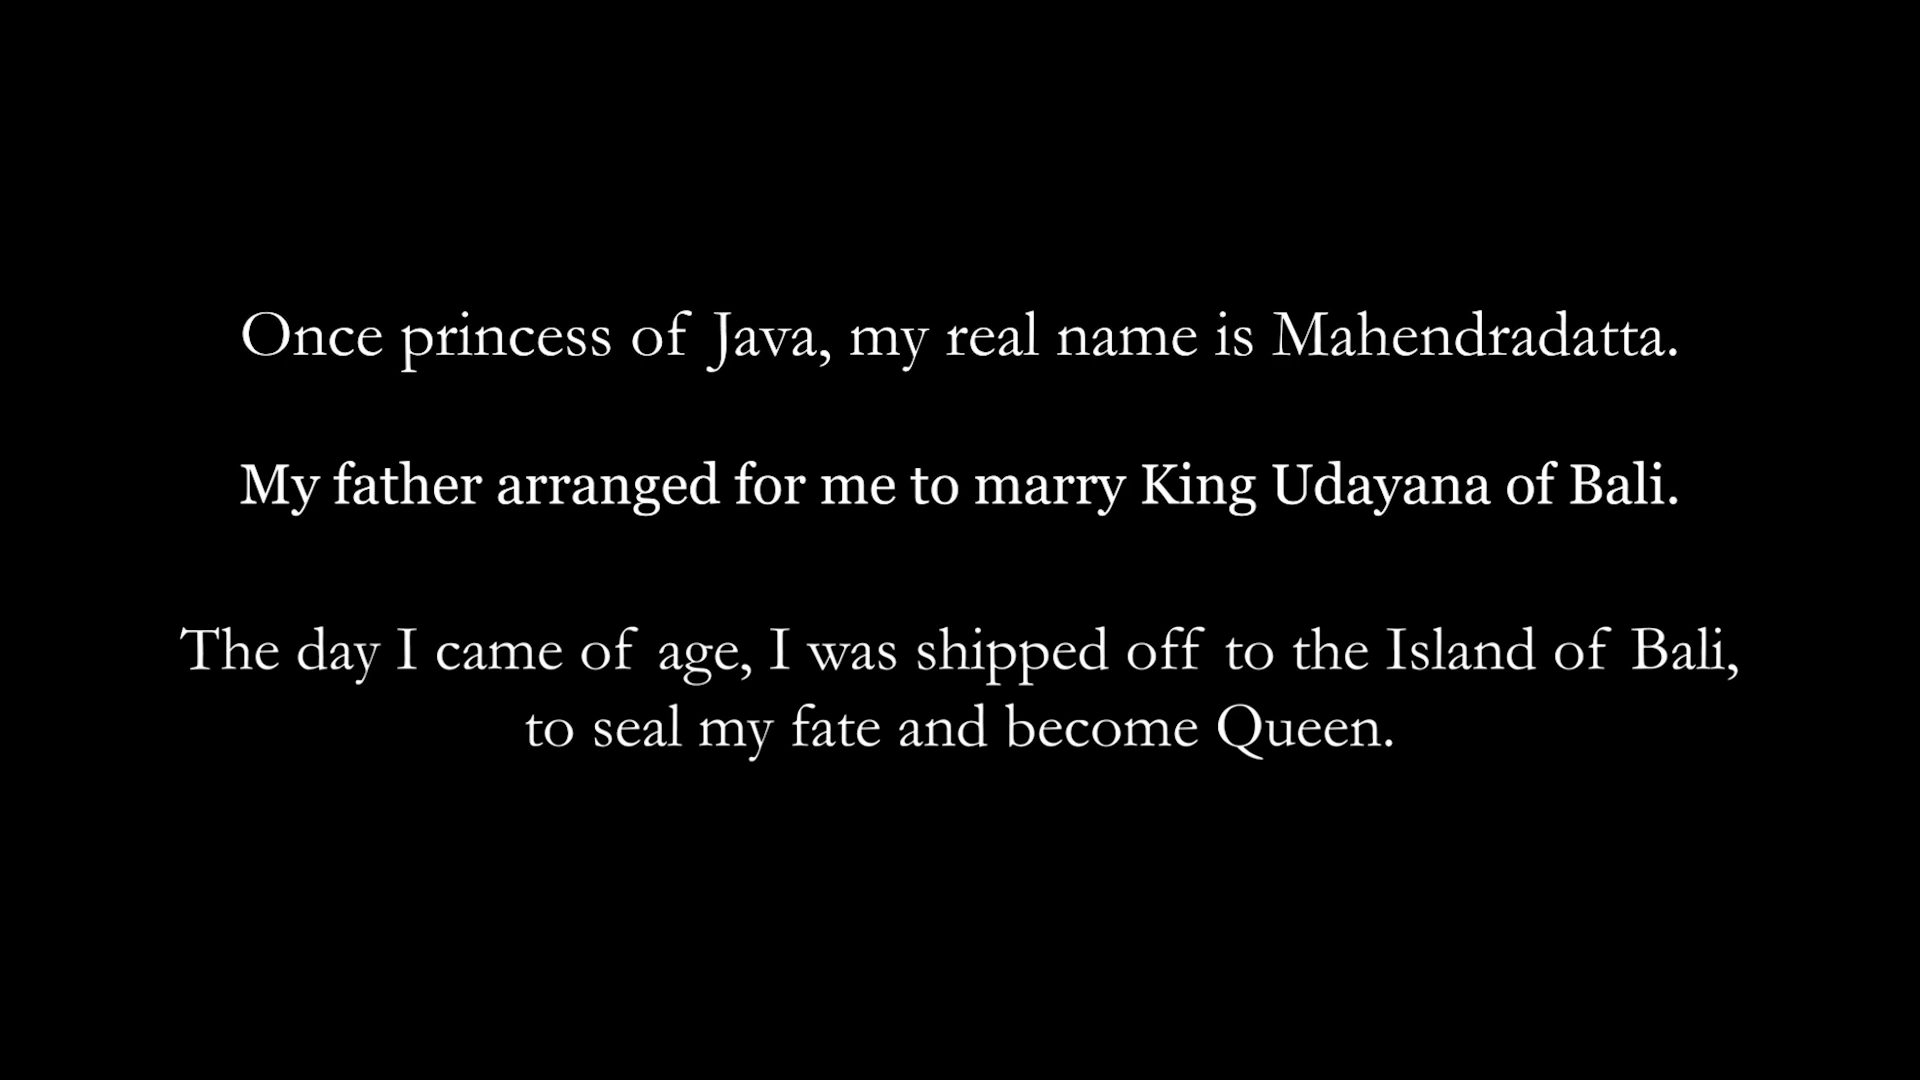 Once princess of Java, my real name is Mahendradatta.
My father arranged for me to marry King Udayana of Bali.
The day I came of age, I was shipped off to the Island of Bali,
to seal my fate and become Queen.